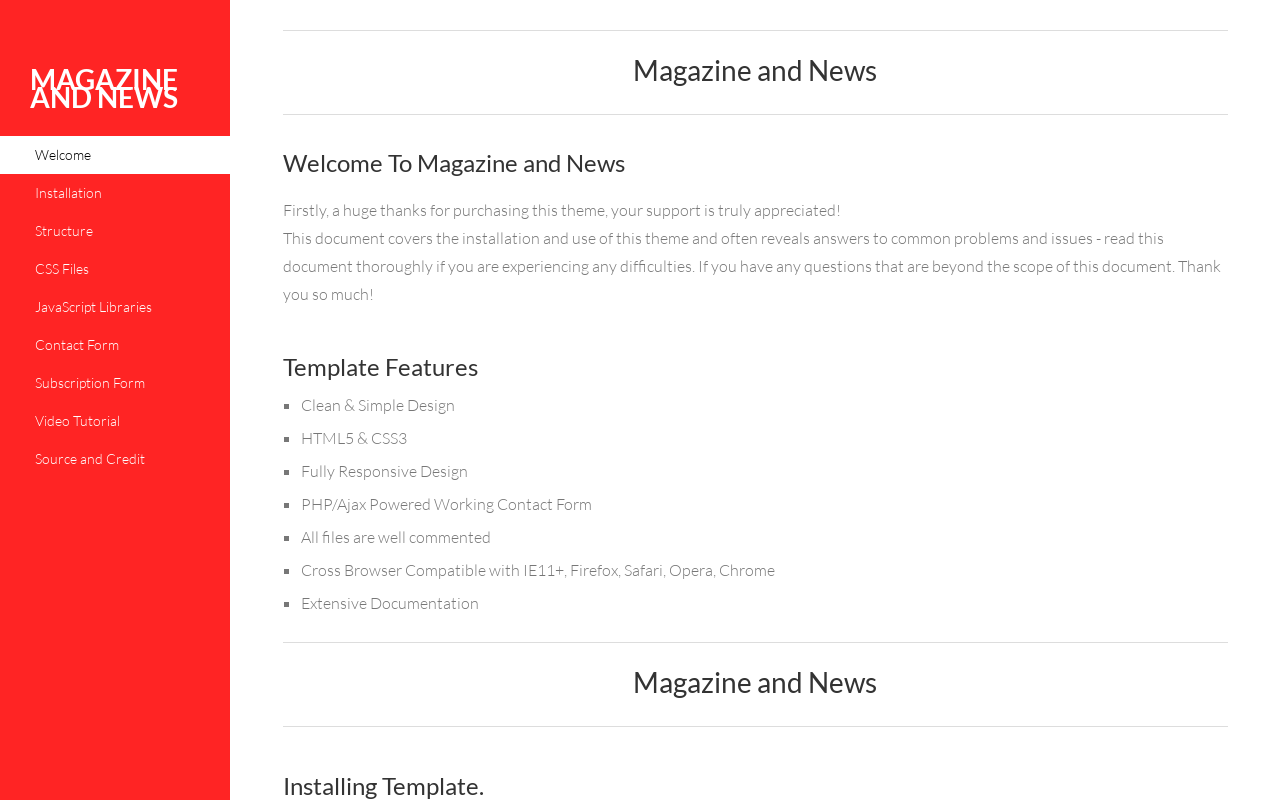 MAGAZINE
AND NEWS
Welcome
Installation
Structure
CSS Files
JavaScript Libraries
Contact Form
Subscription Form
Video Tutorial
Source and Credit
Magazine and News
Welcome To Magazine and News
Firstly, a huge thanks for purchasing this theme, your support is truly appreciated!
This document covers the installation and use of this theme and often reveals answers to common problems and issues - read this
document thoroughly if you are experiencing any difficulties. If you have any questions that are beyond the scope of this document. Thank
you so much!
Template Features
Clean & Simple Design
HTML5 & CSS3
Fully Responsive Design
PHP/Ajax Powered Working Contact Form
All files are well commented
Cross Browser Compatible with IE11+, Firefox, Safari, Opera, Chrome
Extensive Documentation
Magazine and News
Installing Template.